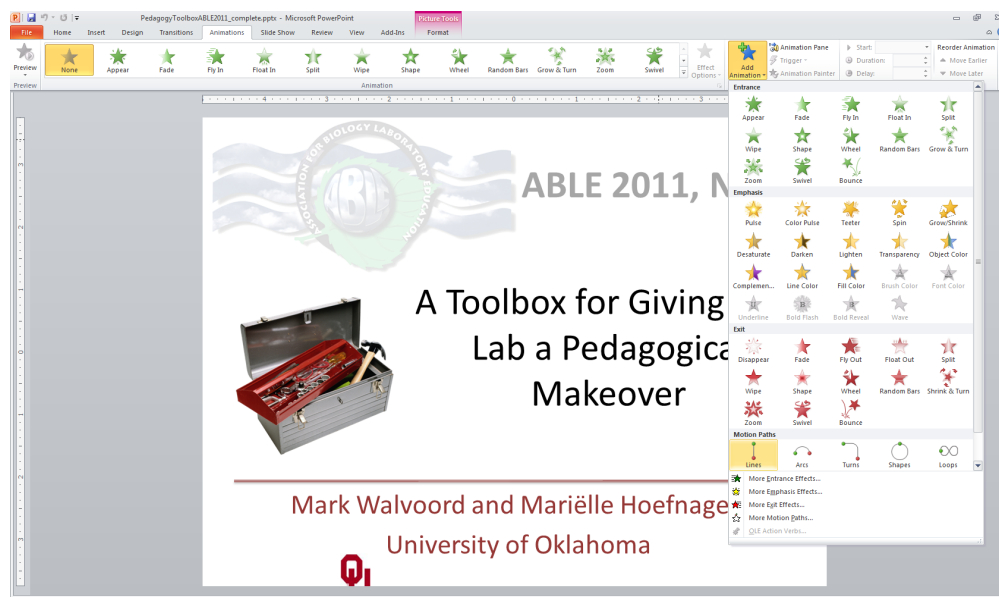 PedagogyToolboxABLE2011_complete.pptx - Microsoft PowerPoint
Picture Tools
File Home Insert Design Transitions Animations Slide Show Review View Add-Ins Format
Preview
None Appear Fade Fly In Float In Split Wipe Shape Wheel Random Bars Grow & Turn Zoom Swivel
Effect Options
Add Animation
Animation Pane
Trigger
Animation Painter
Start:
Duration:
Delay:
Reorder Animation
Move Earlier
Move Later
Preview
Animation
Entrance
Appear Fade Fly In Float In Split
Wipe Shape Wheel Random Bars Grow & Turn
Zoom Swivel Bounce
Emphasis
Pulse Color Pulse Teeter Spin Grow/Shrink
Desaturate Darken Lighten Transparency Object Color
Complemen... Line Color Fill Color Brush Color Font Color
Underline Bold Flash Bold Reveal Wave
Exit
Disappear Fade Fly Out Float Out Split
Wipe Shape Wheel Random Bars Shrink & Turn
Zoom Swivel Bounce
Motion Paths
Lines Arcs Turns Shapes Loops
More Entrance Effects...
More Emphasis Effects...
More Exit Effects...
More Motion Paths...
OLE Action Verbs...
ASSOCIATION FOR BIOLOGY LABORATORY EDUCATION
ABLE
ABLE 2011, N
A Toolbox for Giving
Lab a Pedagogica
Makeover
Mark Walvoord and Mariëlle Hoefnage
University of Oklahoma